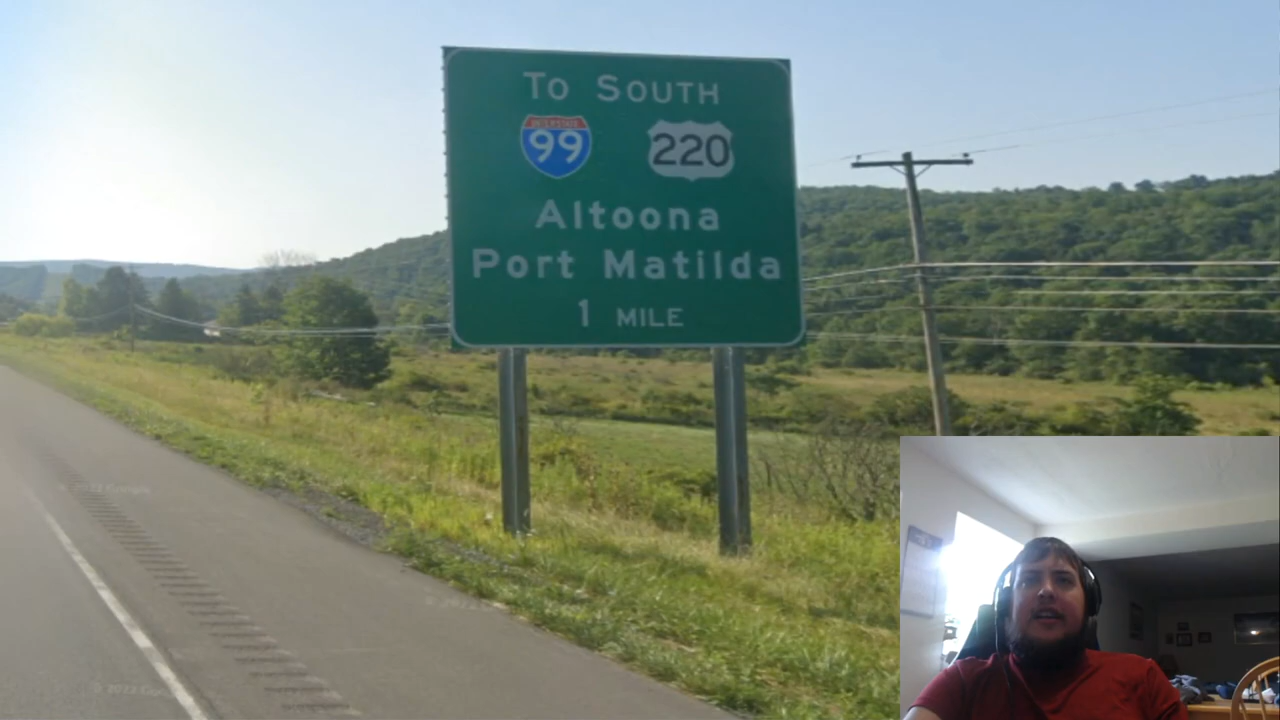 To SOUTH
INTERSTATE
99 220
Altoona
Port Matilda
1 MILE